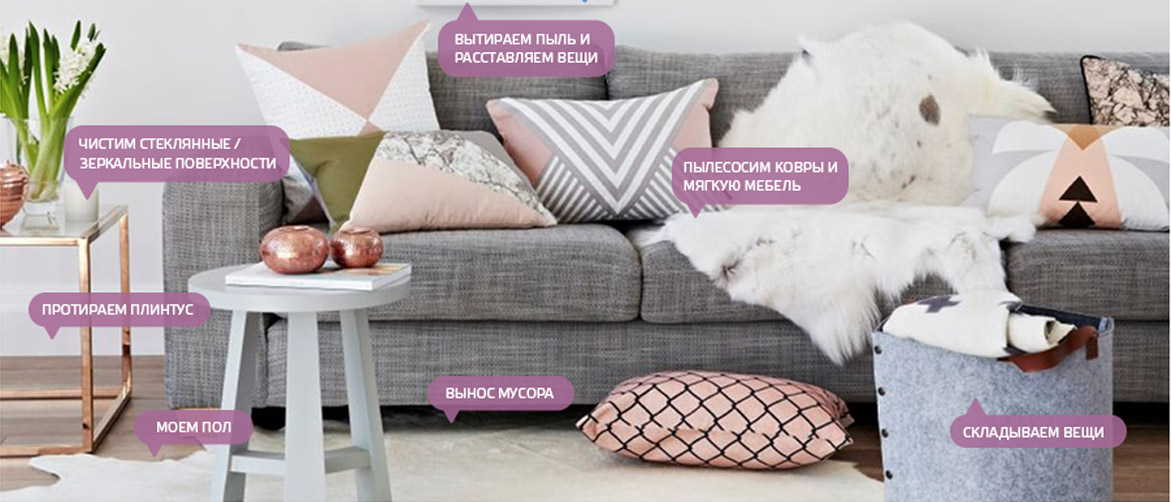 ВЫТИРАЕМ ПЫЛЬ И
РАССТАВЛЯЕМ ВЕЩИ
ЧИСТИМ СТЕКЛЯННЫЕ /
ЗЕРКАЛЬНЫЕ ПОВЕРХНОСТИ
ПЫЛЕСОСИМ КОВРЫ И
МЯГКУЮ МЕБЕЛЬ
ПРОТИРАЕМ ПЛИНТУС
ВЫНОС МУСОРА
МОЕМ ПОЛ
СКЛАДЫВАЕМ ВЕЩИ